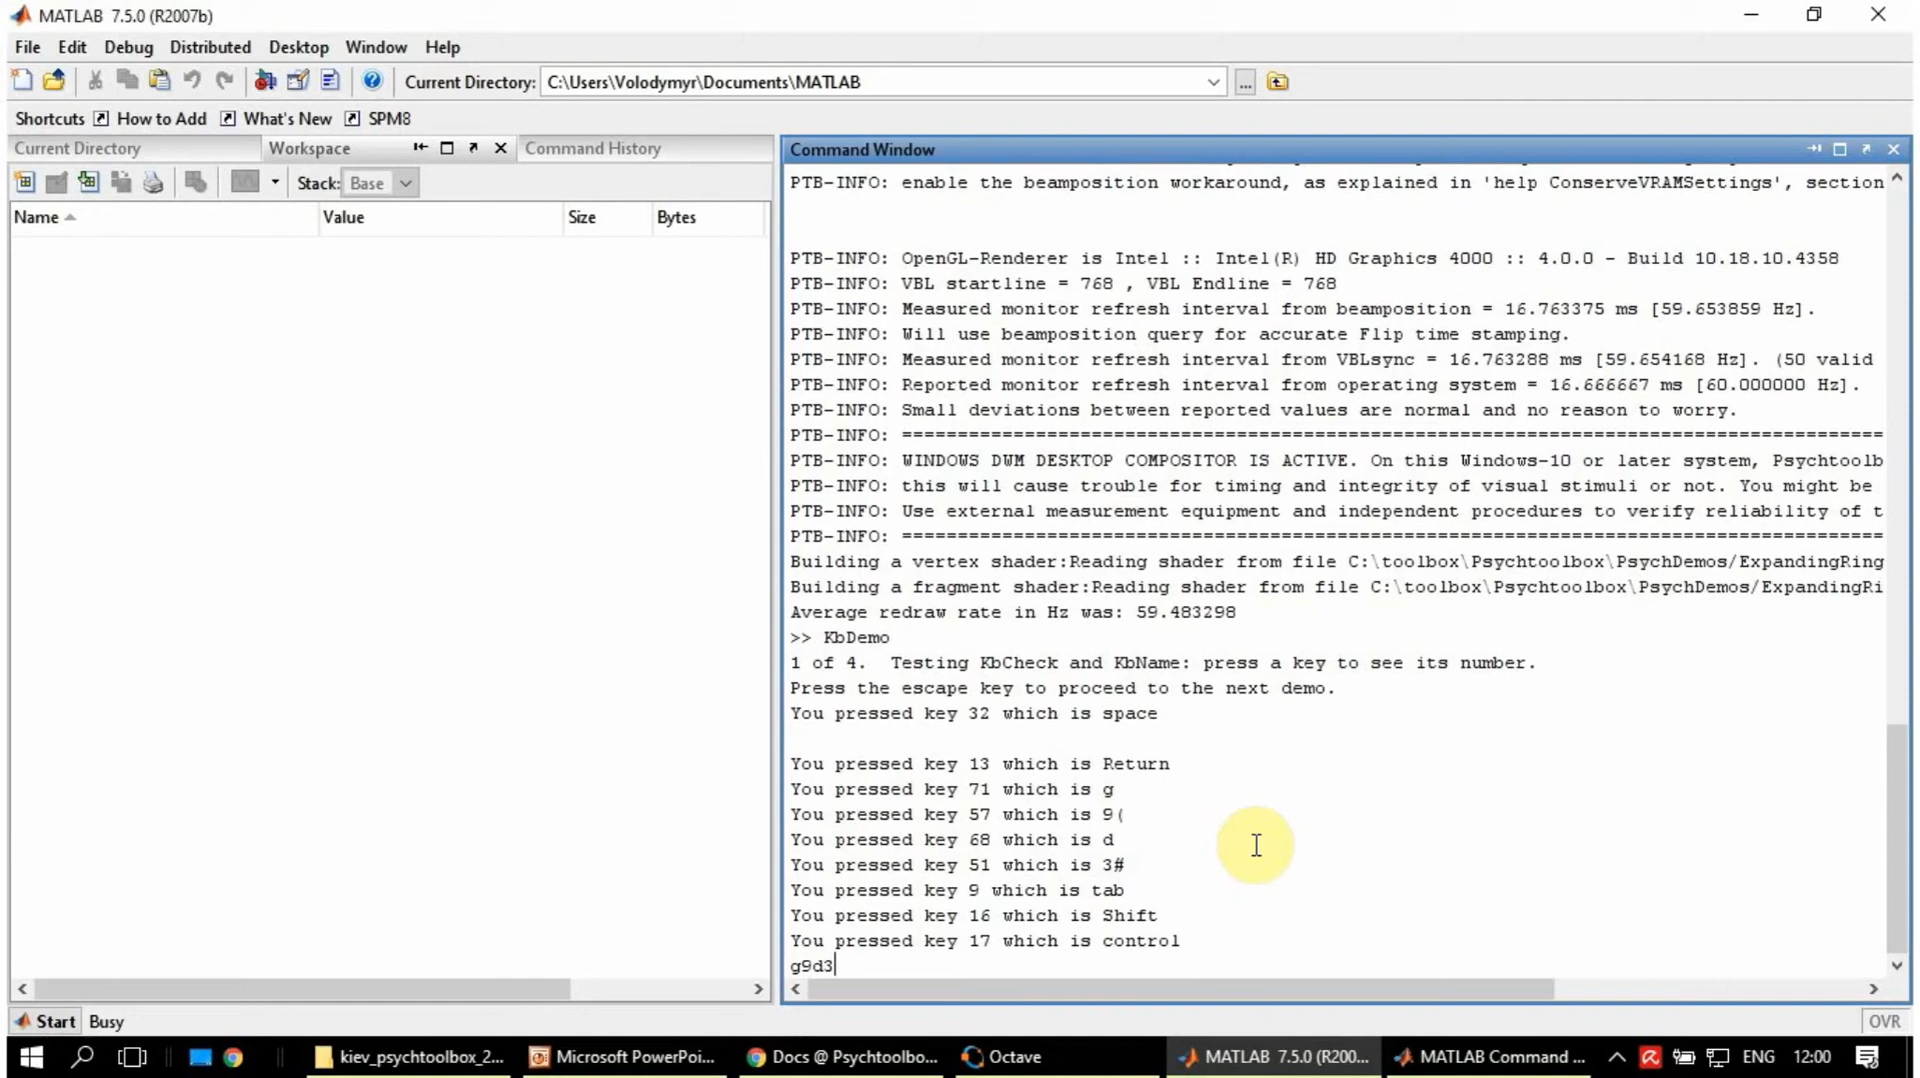 MATLAB 7.5.0 (R2007b)
File Edit Debug Distributed Desktop Window Help
Current Directory: C:\Users\Volodymyr\Documents\MATLAB ...
Shortcuts How to Add What's New SPM8
Current Directory Workspace Command History
Stack: Base
Name Value Size Bytes
Command Window
PTB-INFO: enable the beamposition workaround, as explained in 'help ConserveVRAMSettings', section
PTB-INFO: OpenGL-Renderer is Intel :: Intel(R) HD Graphics 4000 :: 4.0.0 - Build 10.18.10.4358
PTB-INFO: VBL startline = 768 , VBL Endline = 768
PTB-INFO: Measured monitor refresh interval from beamposition = 16.763375 ms [59.653859 Hz].
PTB-INFO: Will use beamposition query for accurate Flip time stamping.
PTB-INFO: Measured monitor refresh interval from VBLsync = 16.763288 ms [59.654168 Hz]. (50 valid
PTB-INFO: Reported monitor refresh interval from operating system = 16.666667 ms [60.000000 Hz].
PTB-INFO: Small deviations between reported values are normal and no reason to worry.
PTB-INFO: ========================================================================================
PTB-INFO: WINDOWS DWM DESKTOP COMPOSITOR IS ACTIVE. On this Windows-10 or later system, Psychtoolb
PTB-INFO: this will cause trouble for timing and integrity of visual stimuli or not. You might be
PTB-INFO: Use external measurement equipment and independent procedures to verify reliability of t
PTB-INFO: ========================================================================================
Building a vertex shader:Reading shader from file C:\toolbox\Psychtoolbox\PsychDemos/ExpandingRing
Building a fragment shader:Reading shader from file C:\toolbox\Psychtoolbox\PsychDemos/ExpandingRi
Average redraw rate in Hz was: 59.483298
>> KbDemo
1 of 4.  Testing KbCheck and KbName: press a key to see its number.
Press the escape key to proceed to the next demo.
You pressed key 32 which is space
You pressed key 13 which is Return
You pressed key 71 which is g
You pressed key 57 which is 9(
You pressed key 68 which is d
You pressed key 51 which is 3#
You pressed key 9 which is tab
You pressed key 16 which is Shift
You pressed key 17 which is control
g9d3
Start Busy OVR
kiev_psychtoolbox_2... Microsoft PowerPoi... Docs @ Psychtoolbo... Octave MATLAB 7.5.0 (R200... MATLAB Command ... ENG 12:00